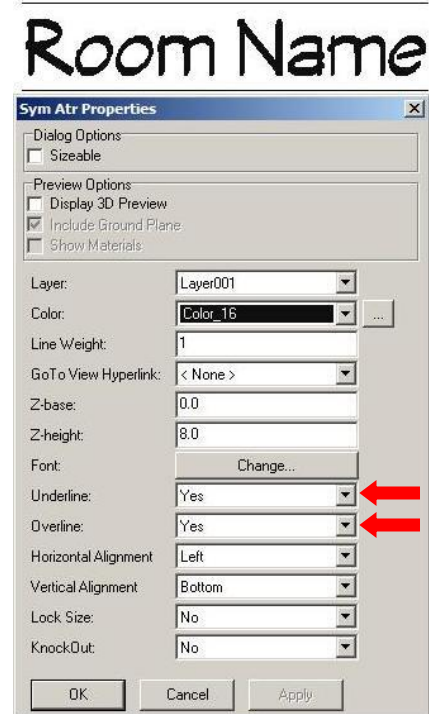 Room Name
Sym Atr Properties
Dialog Options
Sizeable
Preview Options
Display 3D Preview
Include Ground Plane
Show Materials
Layer: Layer001
Color: Color_16 ...
Line Weight: 1
GoTo View Hyperlink: < None >
Z-base: 0.0
Z-height: 8.0
Font: Change...
Underline: Yes
Overline: Yes
Horizontal Alignment Left
Vertical Alignment Bottom
Lock Size: No
KnockOut: No
OK Cancel Apply